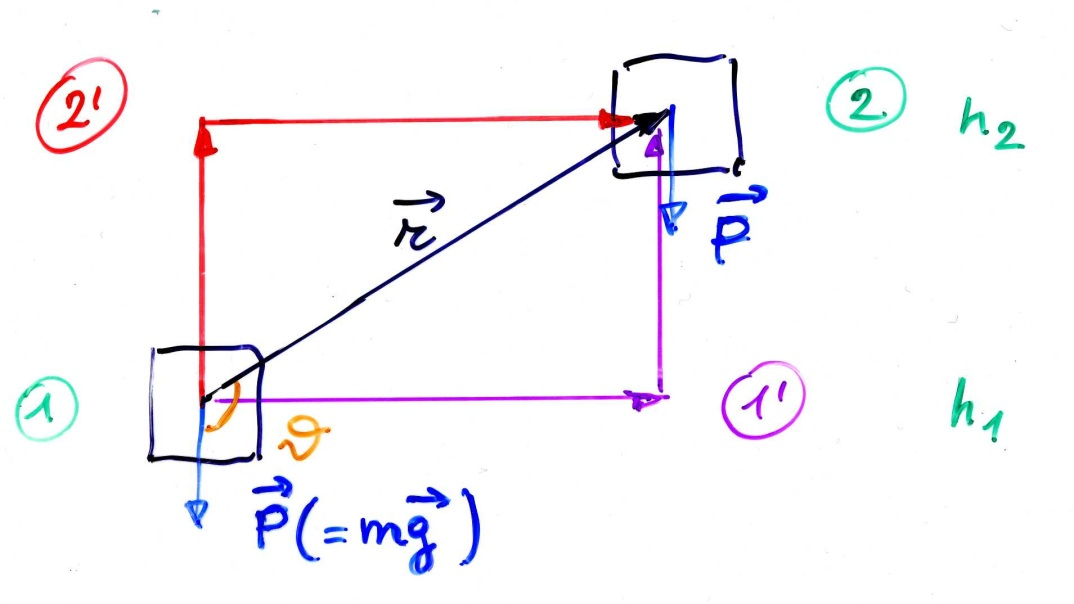 2'
2
h₂
r⃗
P⃗
1
ϑ
1'
h₁
P⃗(=mg⃗)